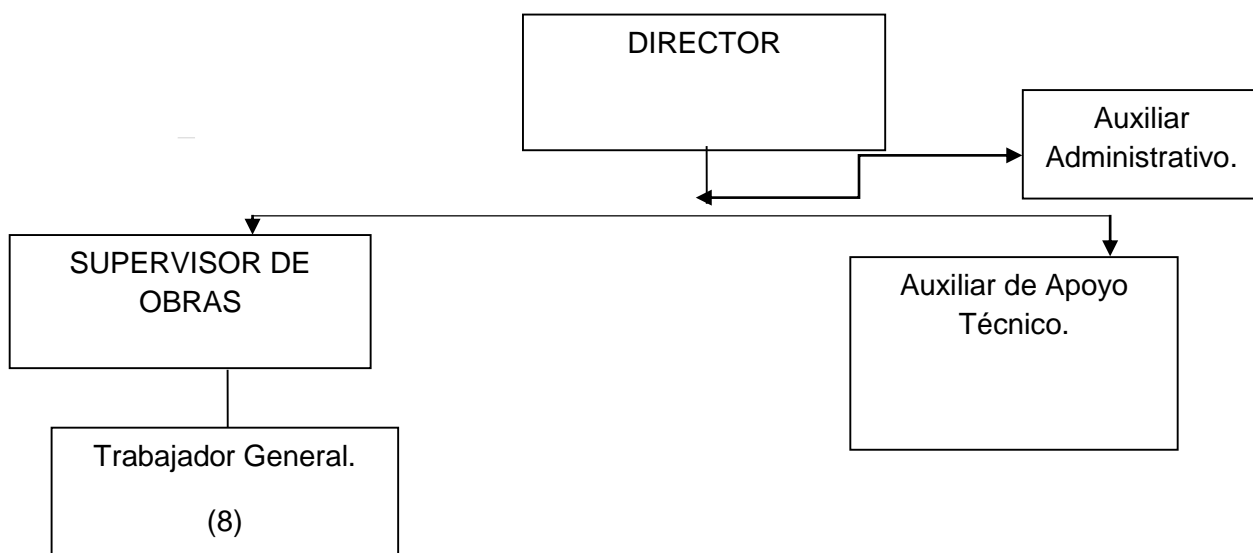 DIRECTOR
Auxiliar
Administrativo.
SUPERVISOR DE
OBRAS
Auxiliar de Apoyo
Técnico.
Trabajador General.
(8)